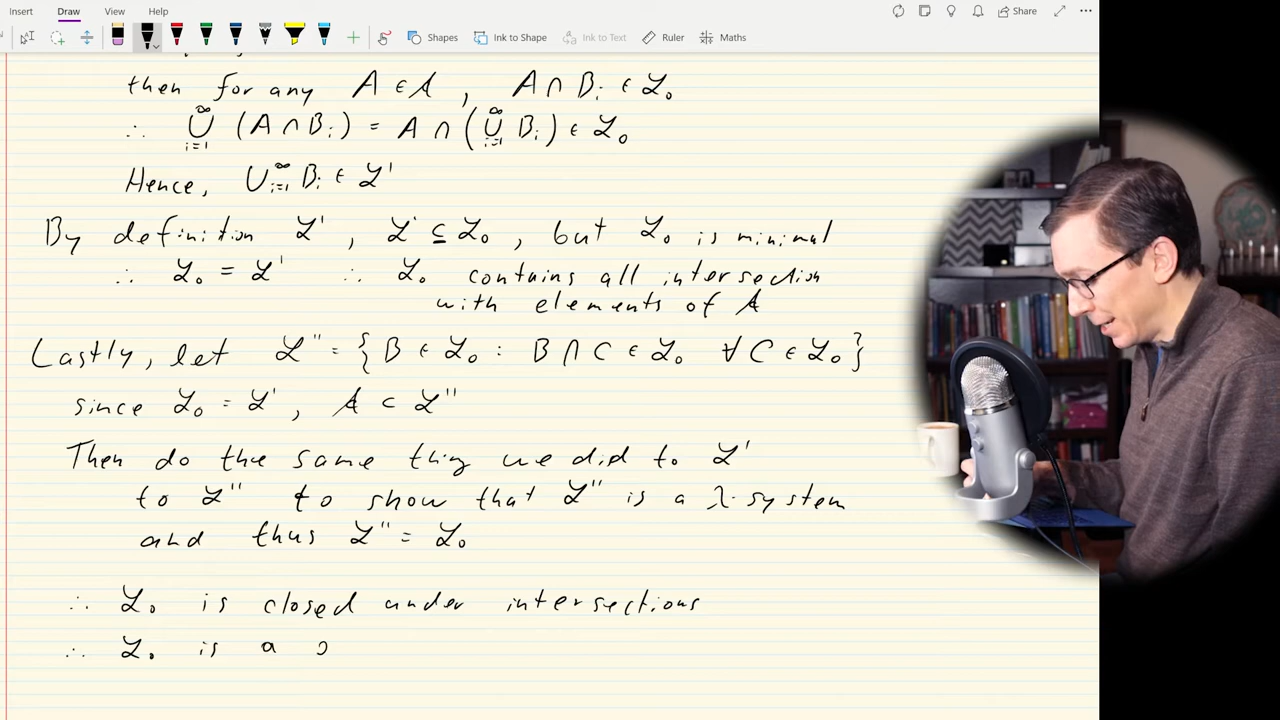 Insert Draw View Help Share
Shapes Ink to Shape Ink to Text Ruler Maths
then for any A ∈ 𝒜 , A ∩ Bᵢ ∈ ℒ₀
∴ ⋃_{i=1}^∞ (A ∩ Bᵢ) = A ∩ (⋃_{i=1}^∞ Bᵢ) ∈ ℒ₀
Hence, ⋃_{i=1}^∞ Bᵢ ∈ ℒ'
By definition ℒ' , ℒ' ⊆ ℒ₀ , but ℒ₀ is minimal
∴ ℒ₀ = ℒ' ∴ ℒ₀ contains all intersection
with elements of 𝒜
Lastly, let ℒ'' = { B ∈ ℒ₀ : B ∩ C ∈ ℒ₀ ∀ C ∈ ℒ₀ }
since ℒ₀ = ℒ' , 𝒜 ⊂ ℒ''
Then do the same thing we did to ℒ'
to ℒ'' to show that ℒ'' is a λ-system
and thus ℒ'' = ℒ₀
∴ ℒ₀ is closed under intersections
∴ ℒ₀ is a